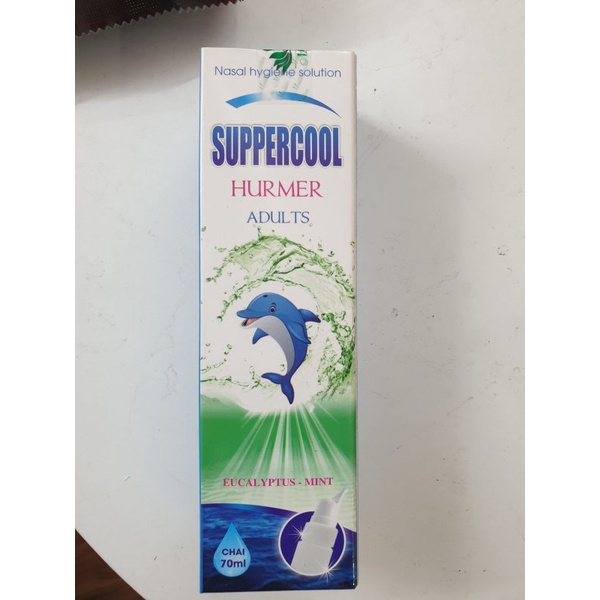 Nasal hygiene solution
SUPPERCOOL
HURMER
ADULTS
EUCALYPTUS - MINT
CHAI
70ml